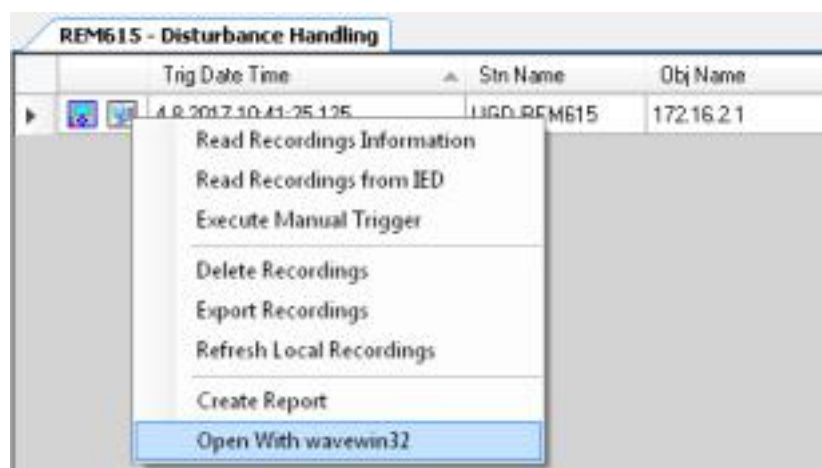 REM615 - Disturbance Handling
Trig Date Time Stn Name Obj Name
4.8.2017 10:41:25.125 UGD REM615 172.16.2.1
Read Recordings Information
Read Recordings from IED
Execute Manual Trigger
Delete Recordings
Export Recordings
Refresh Local Recordings
Create Report
Open With wavewin32